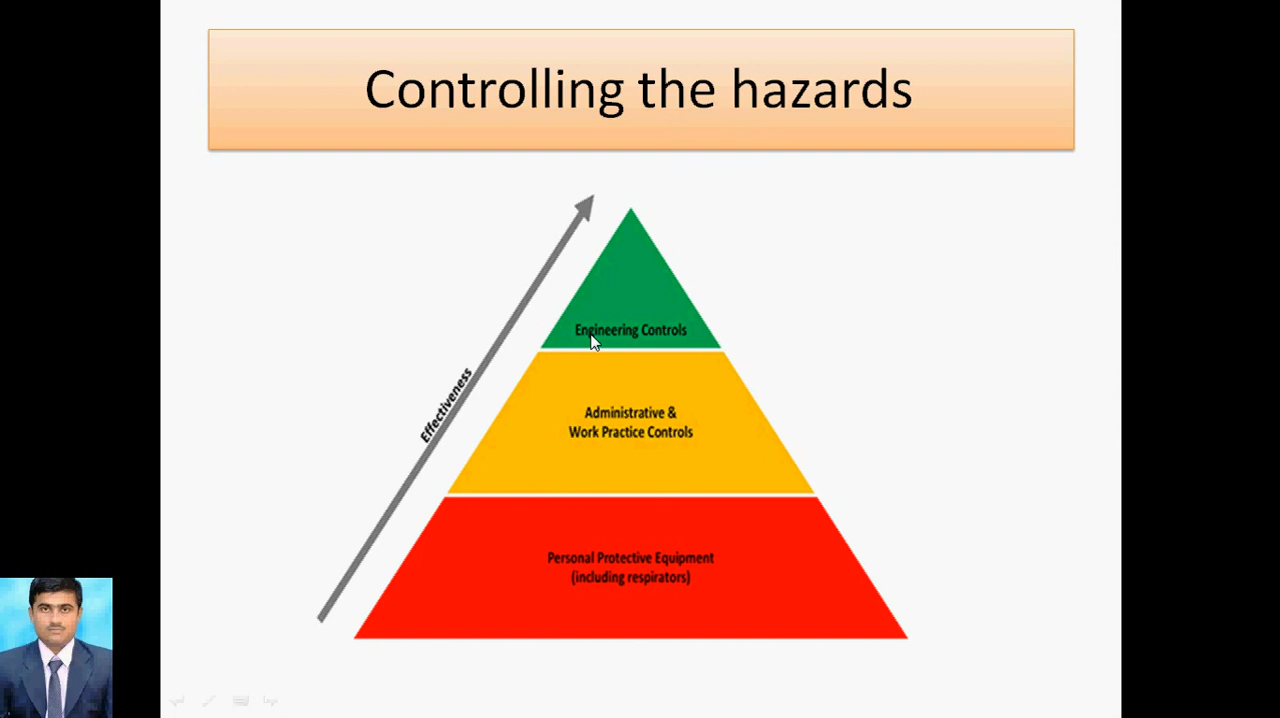 Controlling the hazards
Effectiveness
Engineering Controls
Administrative &
Work Practice Controls
Personal Protective Equipment
(including respirators)